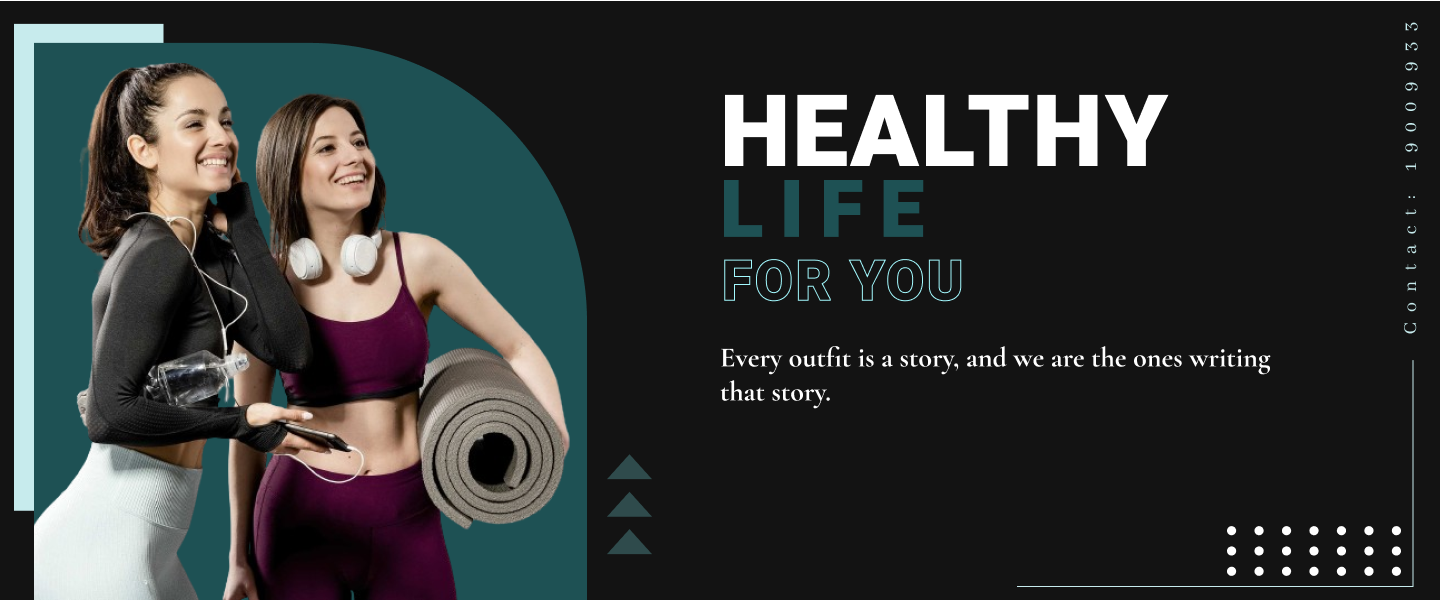 HEALTHY
LIFE
FOR YOU
Every outfit is a story, and we are the ones writing
that story.
Contact: 19009933